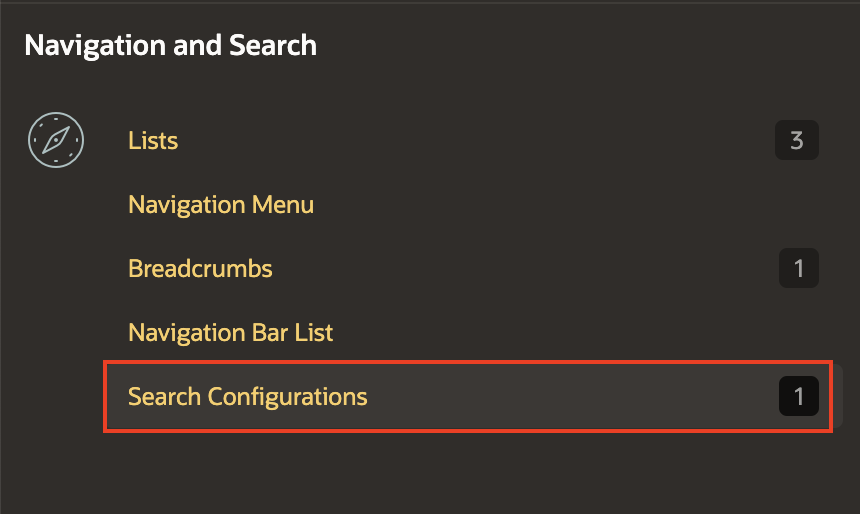 Navigation and Search
Lists 3
Navigation Menu
Breadcrumbs 1
Navigation Bar List
Search Configurations 1